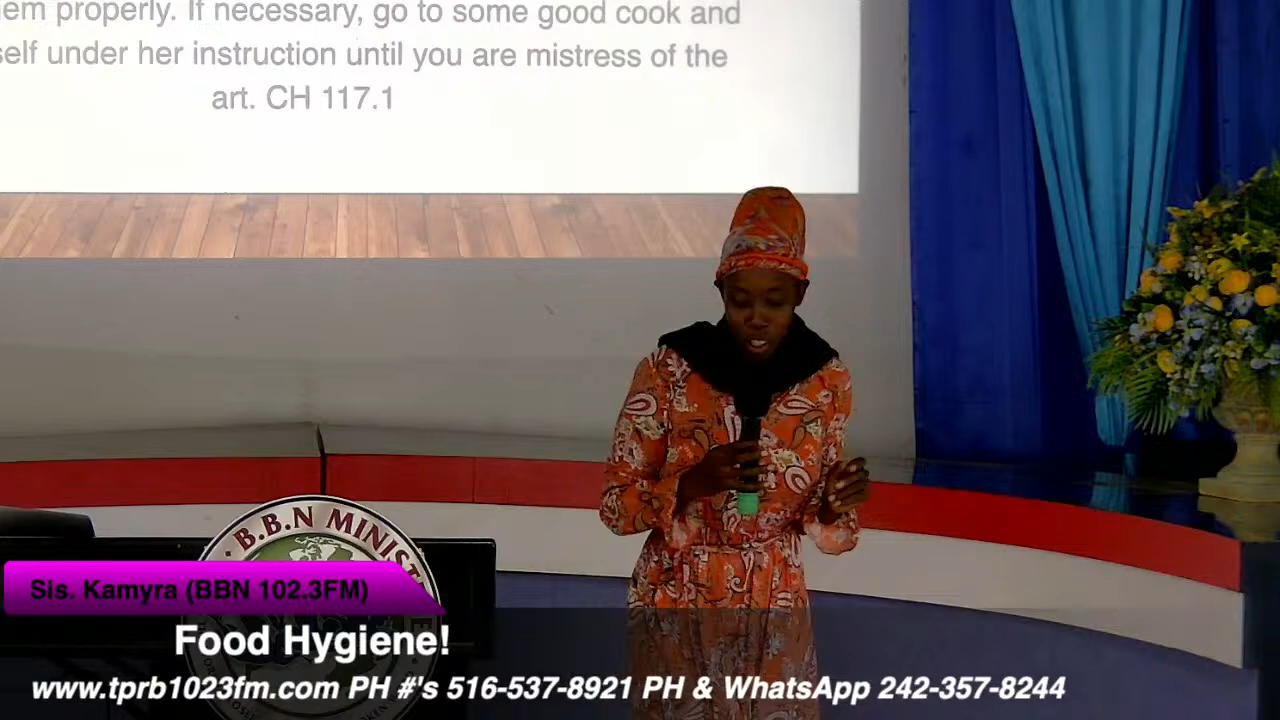 em properly. If necessary, go to some good cook and
self under her instruction until you are mistress of the
art. CH 117.1
B.B.N MINIST
Sis. Kamyra (BBN 102.3FM)
Food Hygiene!
www.tprb1023fm.com PH #'s 516-537-8921 PH & WhatsApp 242-357-8244